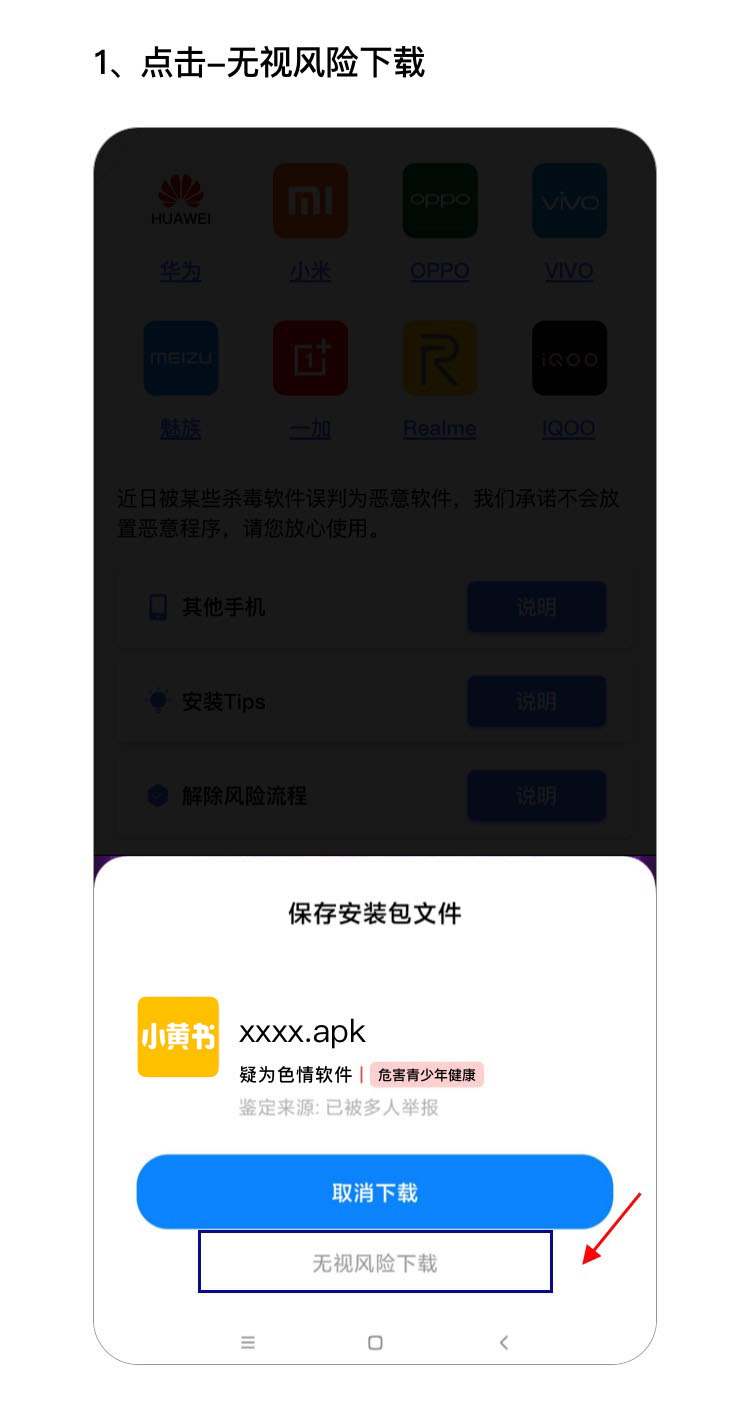 1、点击–无视风险下载
HUAWEI
mi
oppo
vivo
华为
小米
OPPO
VIVO
MEIZU
1+
R
iQOO
魅族
一加
Realme
IQOO
近日被某些杀毒软件误判为恶意软件，我们承诺不会放
置恶意程序，请您放心使用。
其他手机
说明
安装Tips
说明
解除风险流程
说明
保存安装包文件
小黄书
xxxx.apk
疑为色情软件 | 危害青少年健康
鉴定来源: 已被多人举报
取消下载
无视风险下载